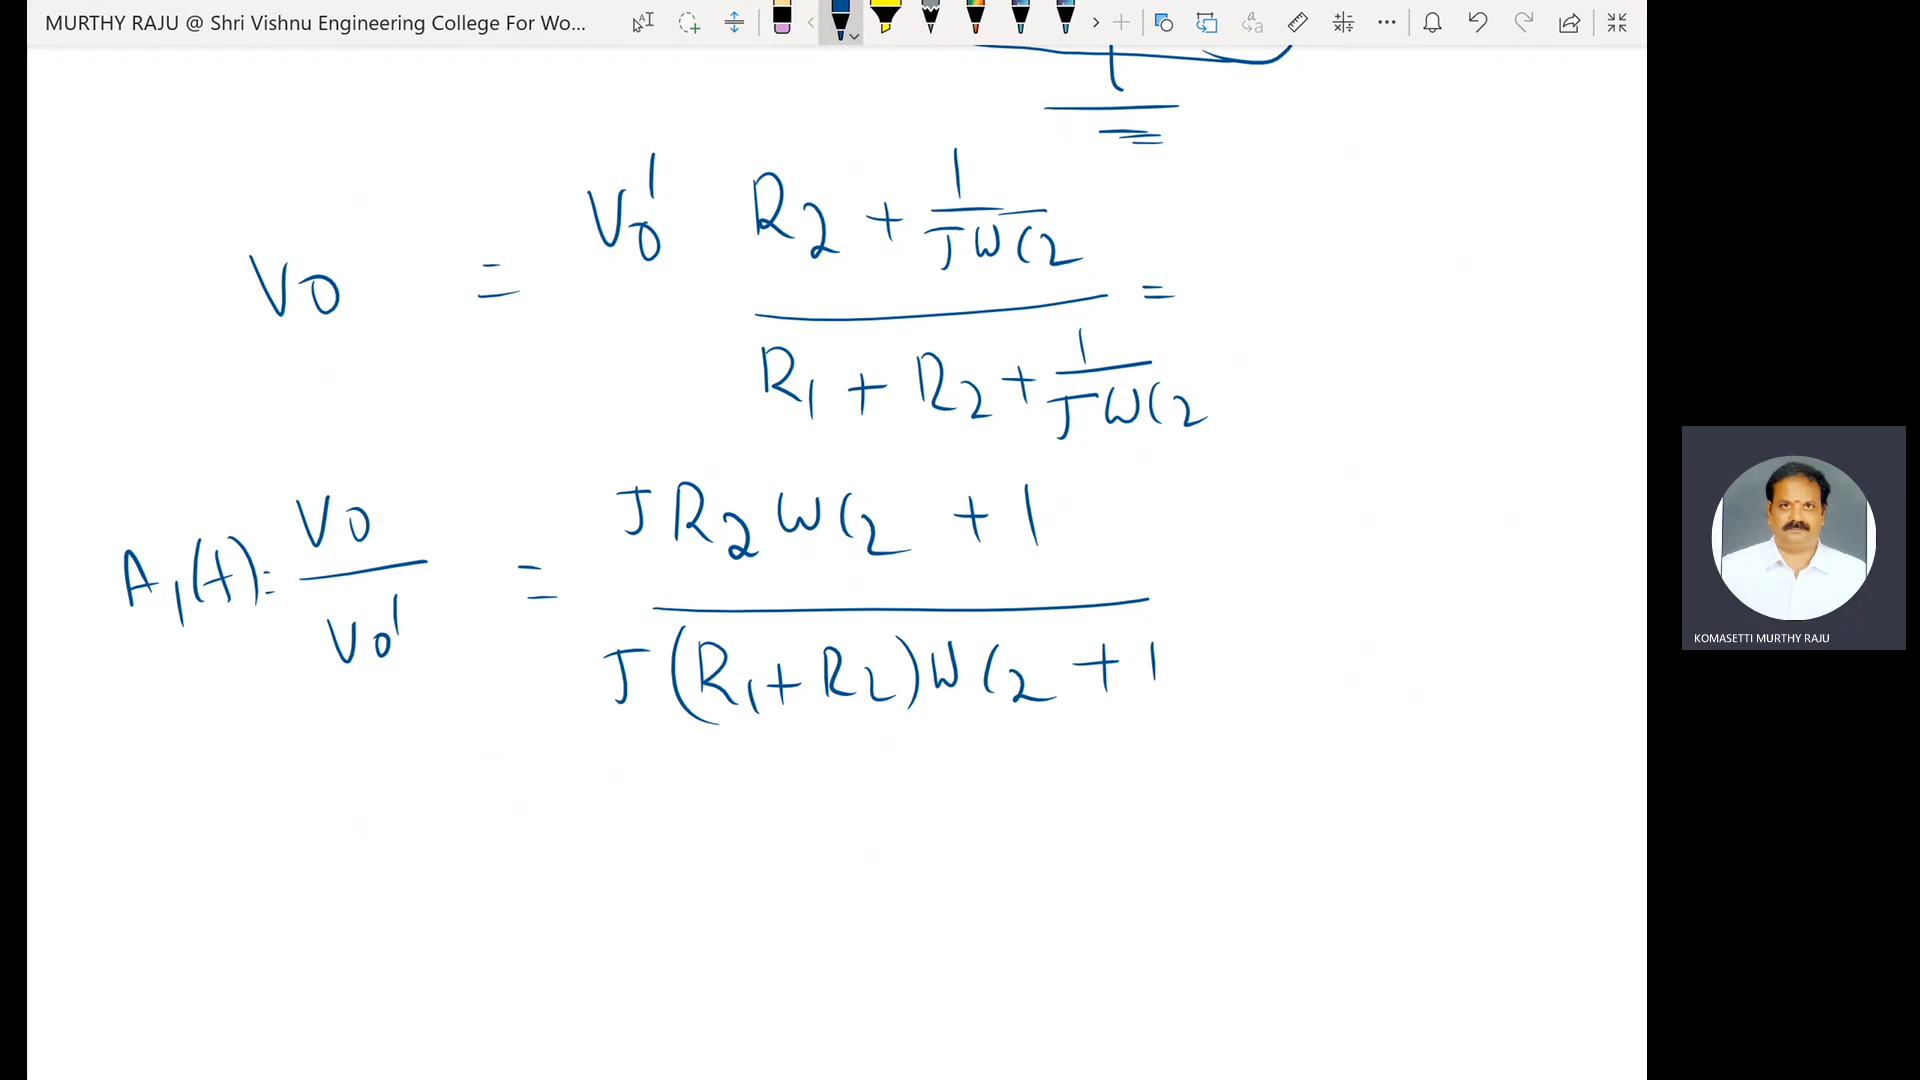 MURTHY RAJU @ Shri Vishnu Engineering College For Wo...
V0 = V0' (R2 + 1/JWC2) / (R1 + R2 + 1/JWC2) =
A1(f) = V0/V0' = (JR2WC2 + 1) / (J(R1+R2)WC2 + 1)
KOMASETTI MURTHY RAJU